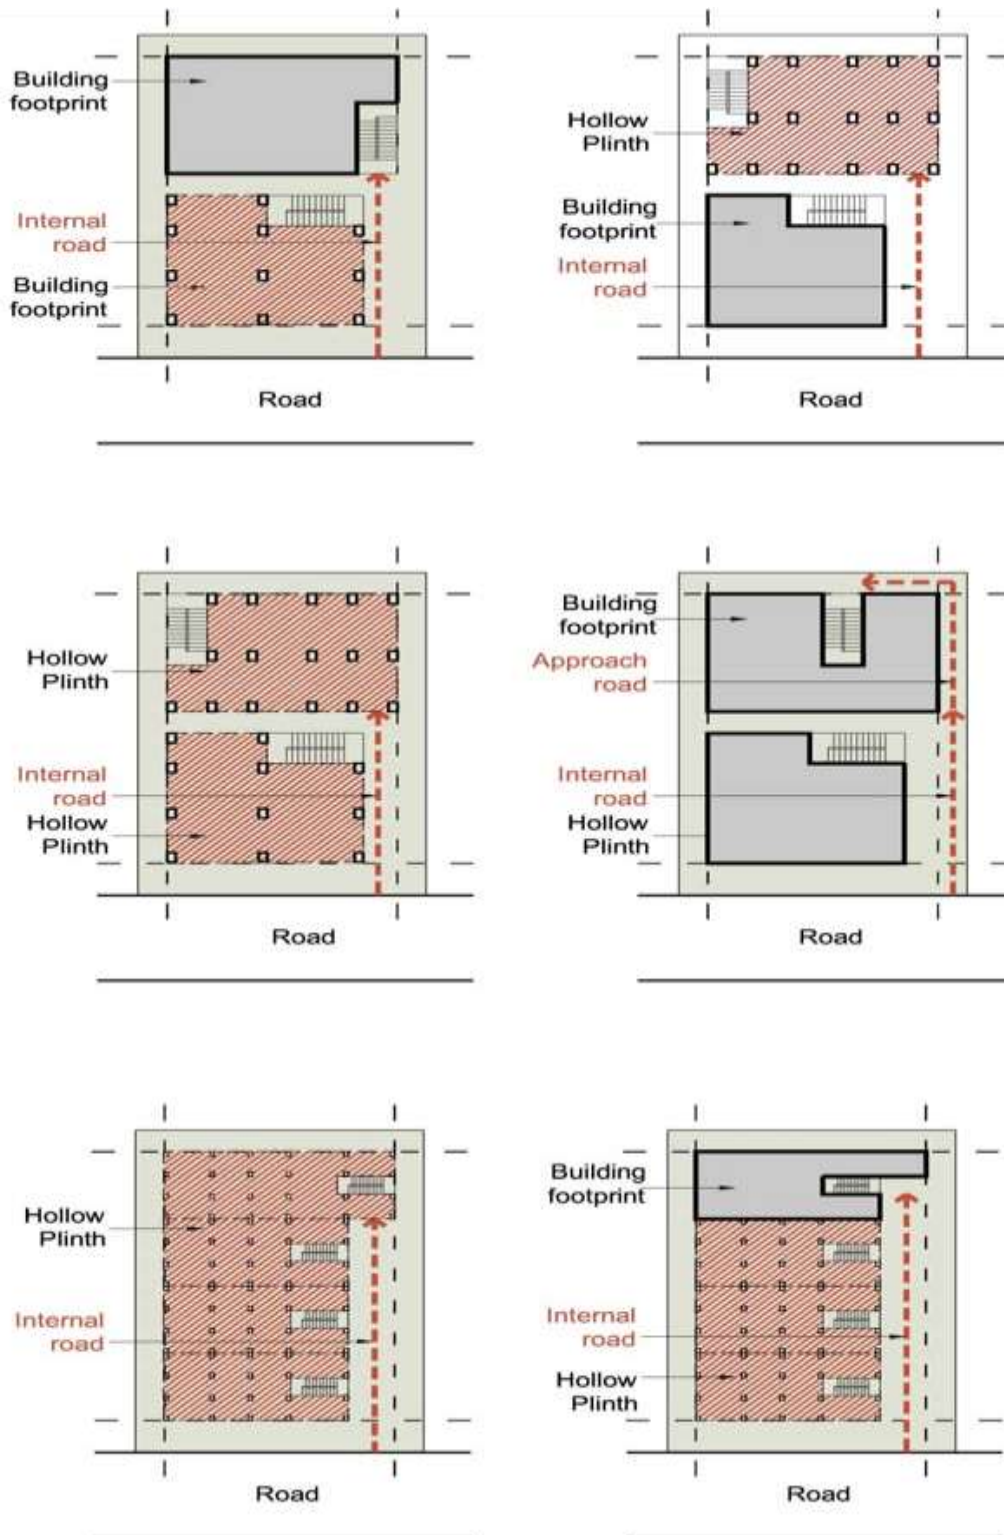 Building
footprint
Internal
road
Building
footprint
Road
Hollow
Plinth
Building
footprint
Internal
road
Road
Hollow
Plinth
Internal
road
Hollow
Plinth
Road
Building
footprint
Approach
road
Internal
road
Hollow
Plinth
Road
Hollow
Plinth
Internal
road
Road
Building
footprint
Internal
road
Hollow
Plinth
Road